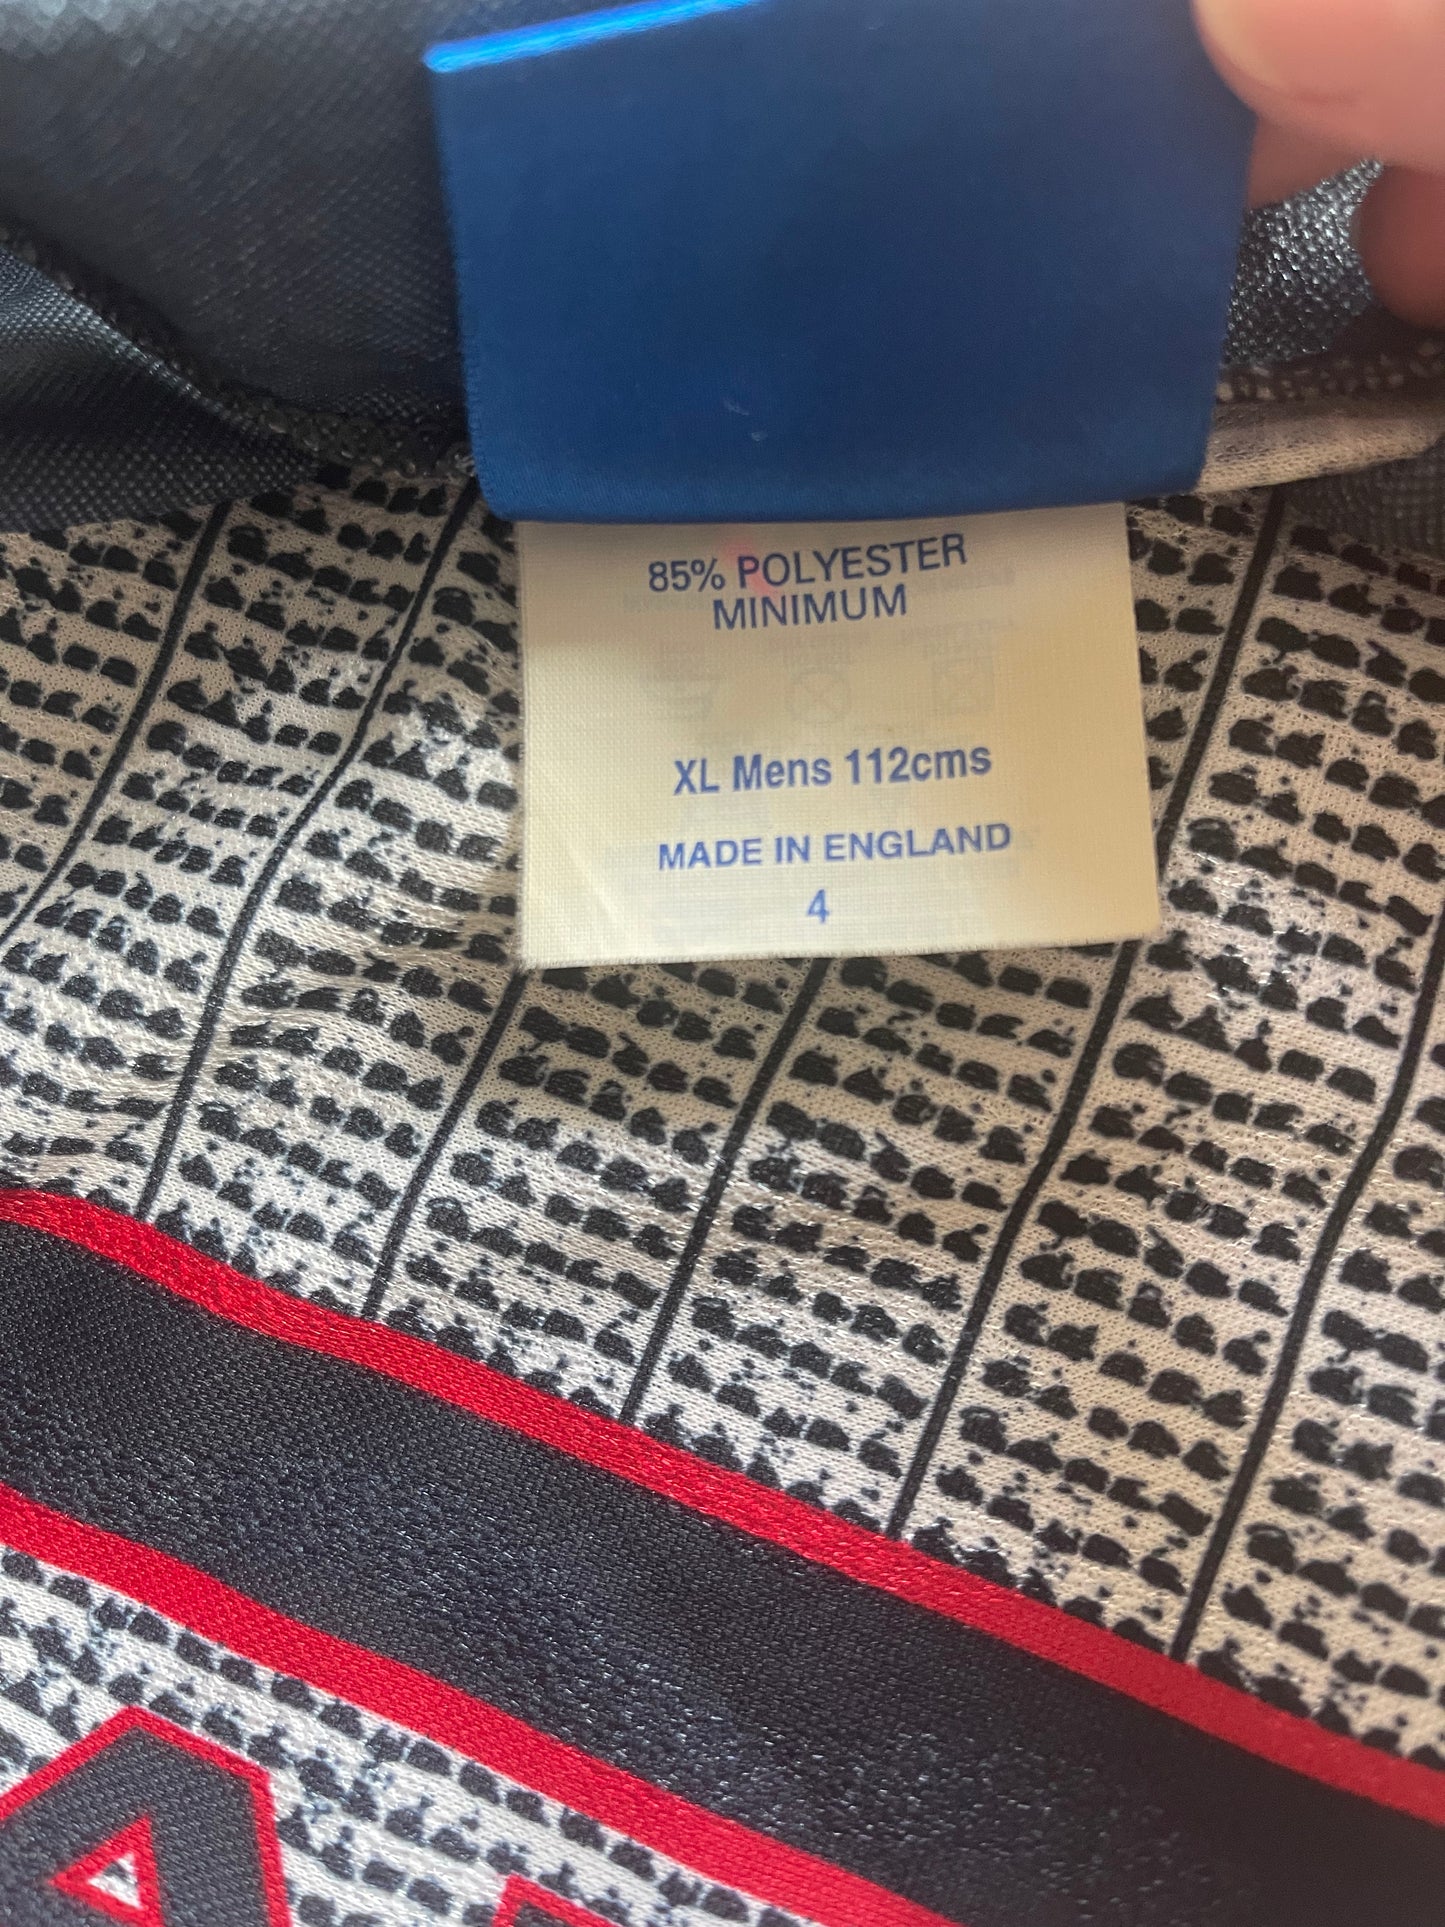 85% POLYESTER
MINIMUM
XL Mens 112cms
MADE IN ENGLAND
4